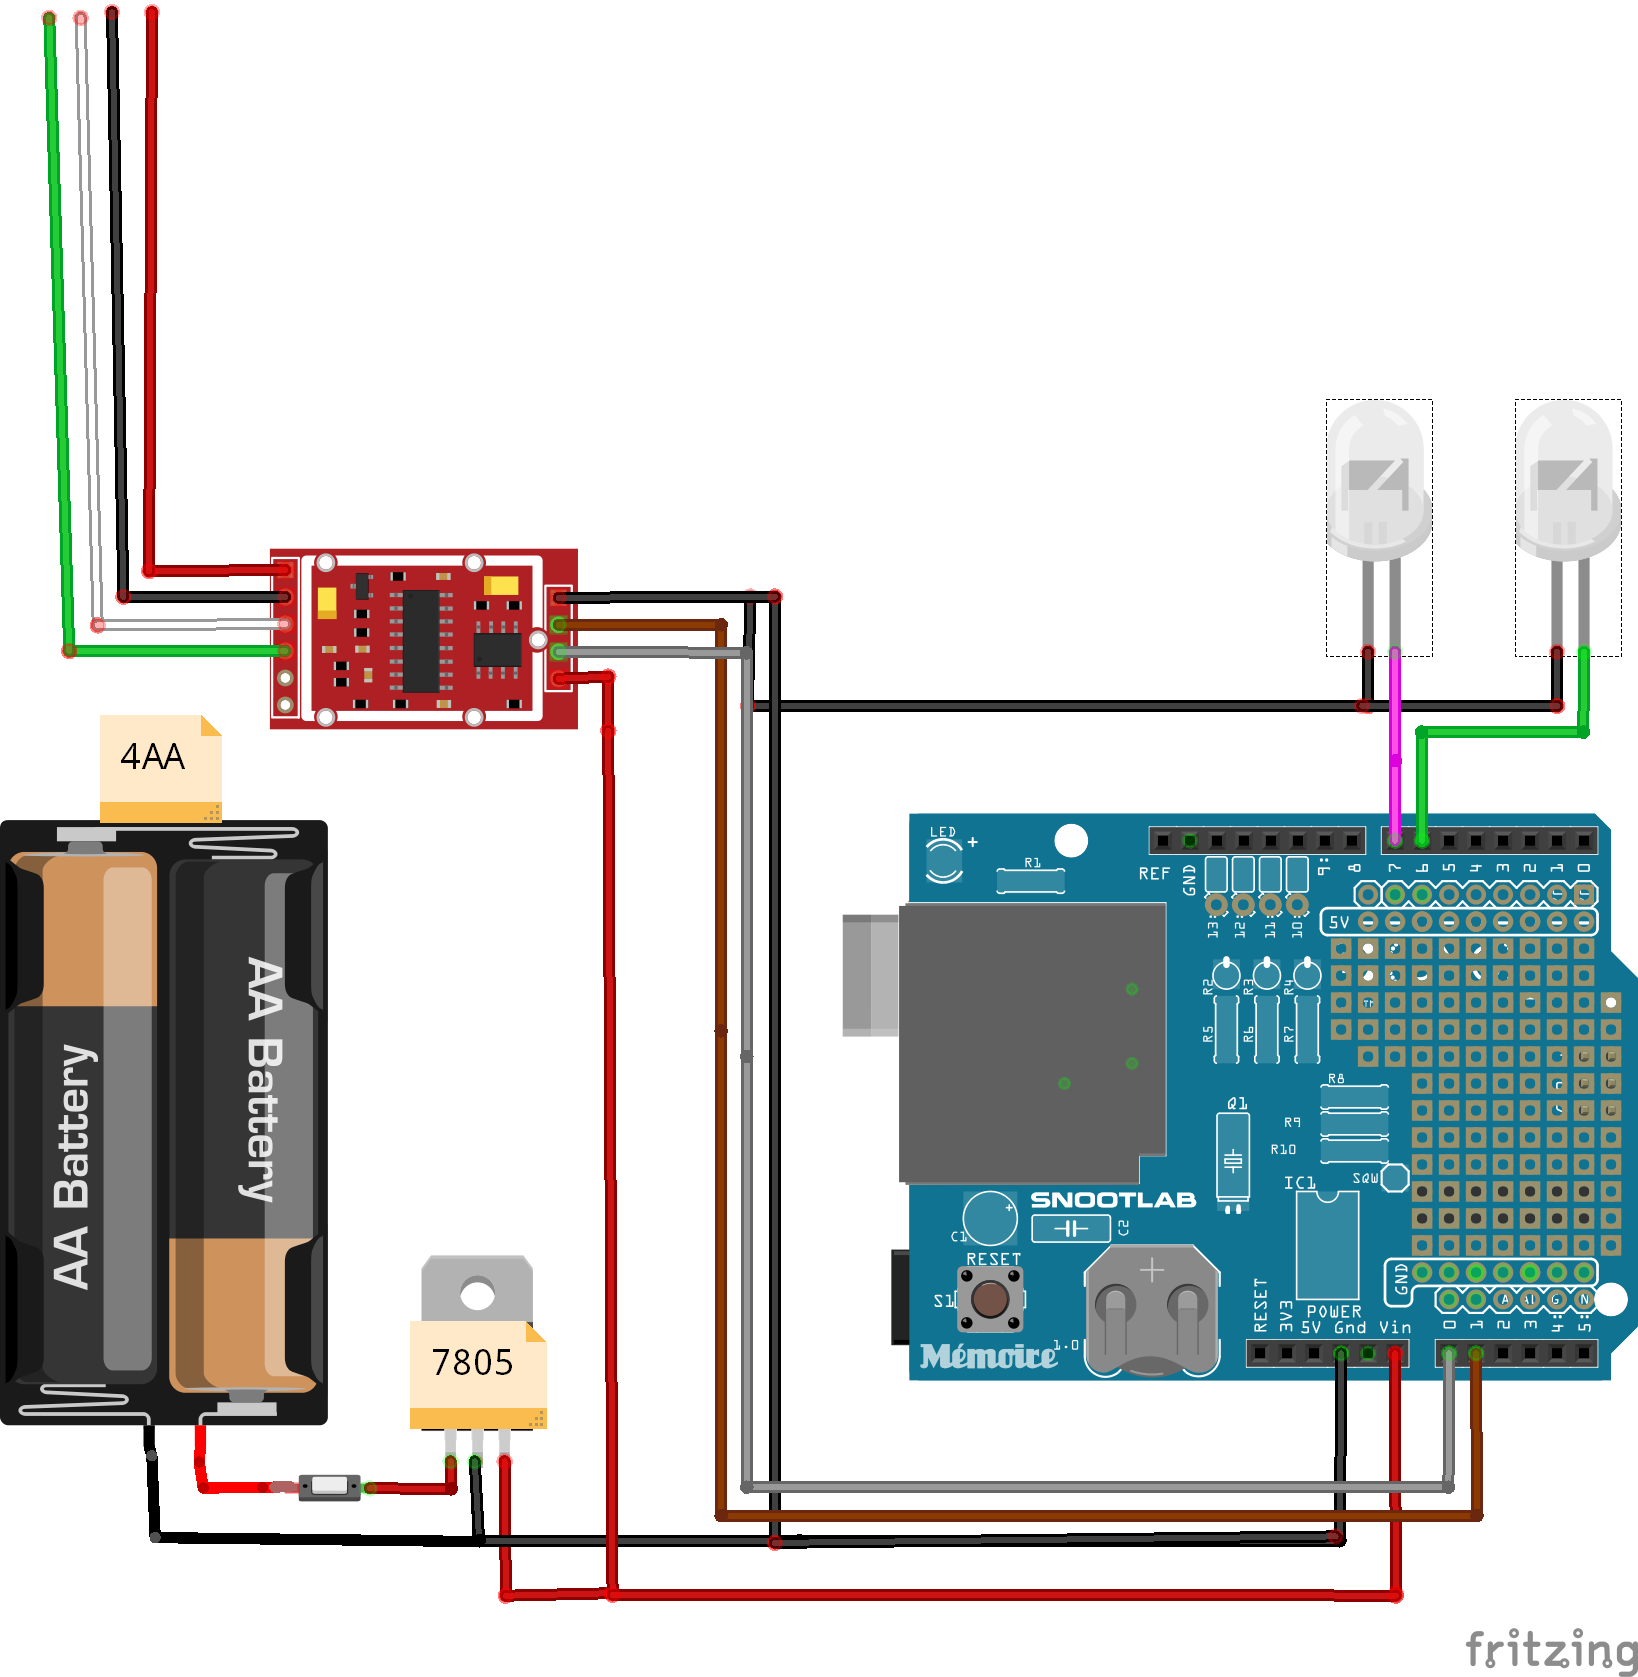 4AA
AA Battery
AA Battery
7805
LED
+
R1
REF
GND
9
8
7
6
5
4
3
2
1
0
13
12
11
10
5V
R2
R3
R4
R5
R6
R7
R8
R9
R10
Q1
SQW
IC1
SNOOTLAB
C1
C2
RESET
S1
1.0
Mémoire
GND
RESET
3V3
POWER
5V Gnd Vin
0
1
2
3
4
5
fritzing